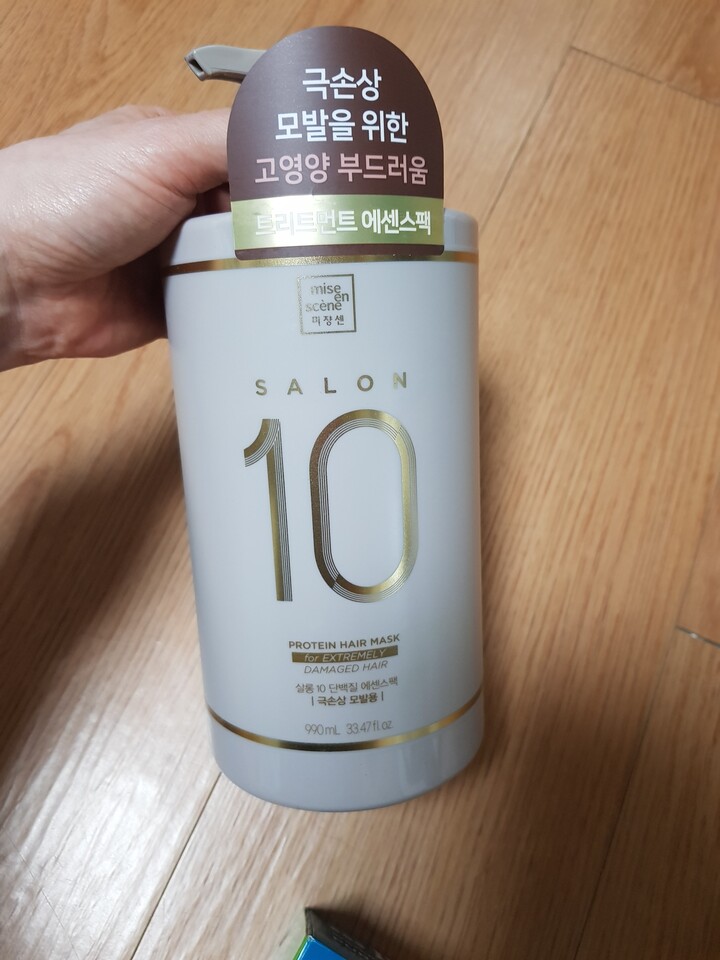 극손상
모발을 위한
고영양 부드러움
트리트먼트 에센스팩
mise
en
scène
미쟝센
SALON
10
PROTEIN HAIR MASK
for EXTREMELY
DAMAGED HAIR
살롱 10 단백질 에센스팩
| 극손상 모발용 |
990mL 33.47fl.oz.